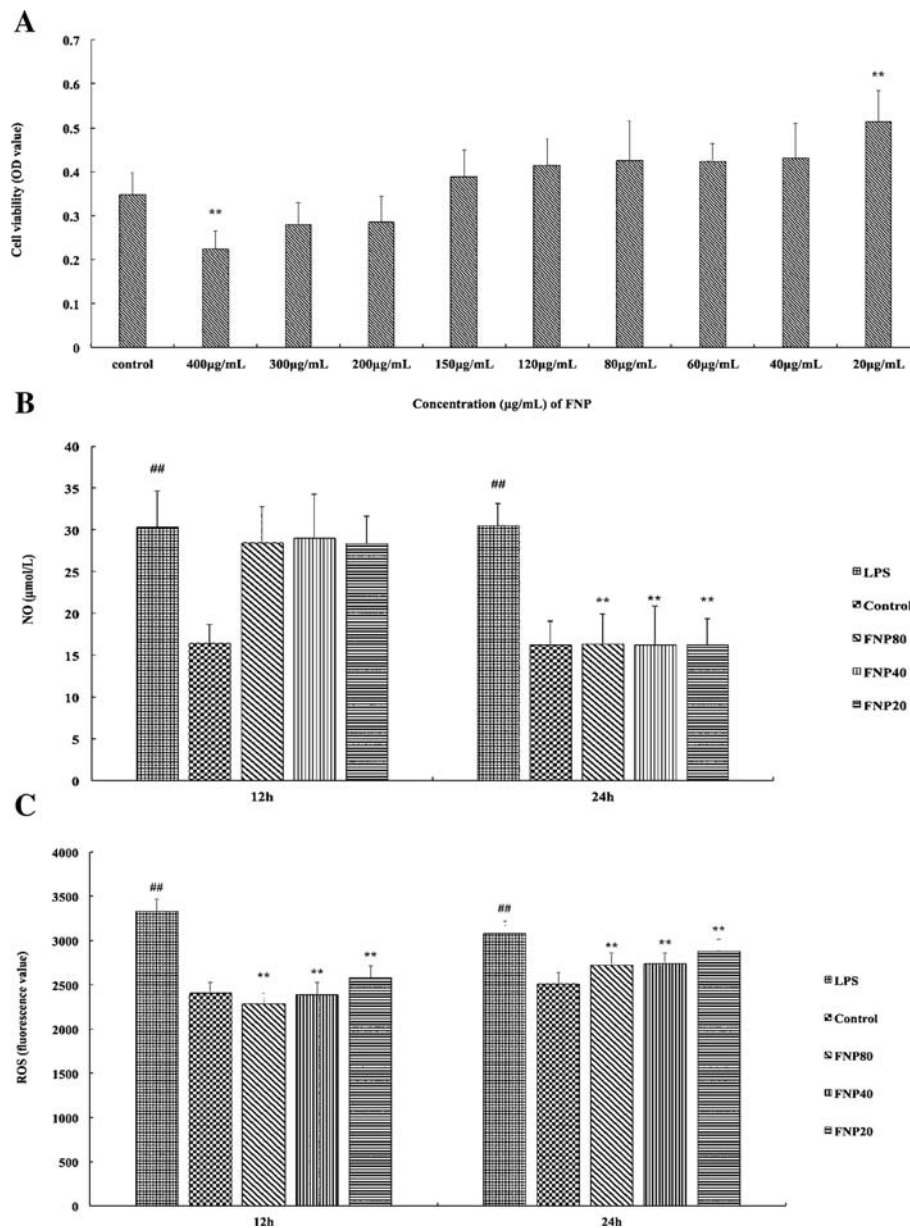 A
0.7
0.6
0.5
0.4
0.3
0.2
0.1
0
Cell viability (OD value)
**
**
control 400μg/mL 300μg/mL 200μg/mL 150μg/mL 120μg/mL 80μg/mL 60μg/mL 40μg/mL 20μg/mL
Concentration (μg/mL) of FNP
B
40
35
30
25
20
15
10
5
0
NO (μmol/L)
## ##
** ** **
12h 24h
LPS
Control
FNP80
FNP40
FNP20
C
4000
3500
3000
2500
2000
1500
1000
500
0
ROS (fluorescence value)
## ##
** ** ** ** ** **
12h 24h
LPS
Control
FNP80
FNP40
FNP20